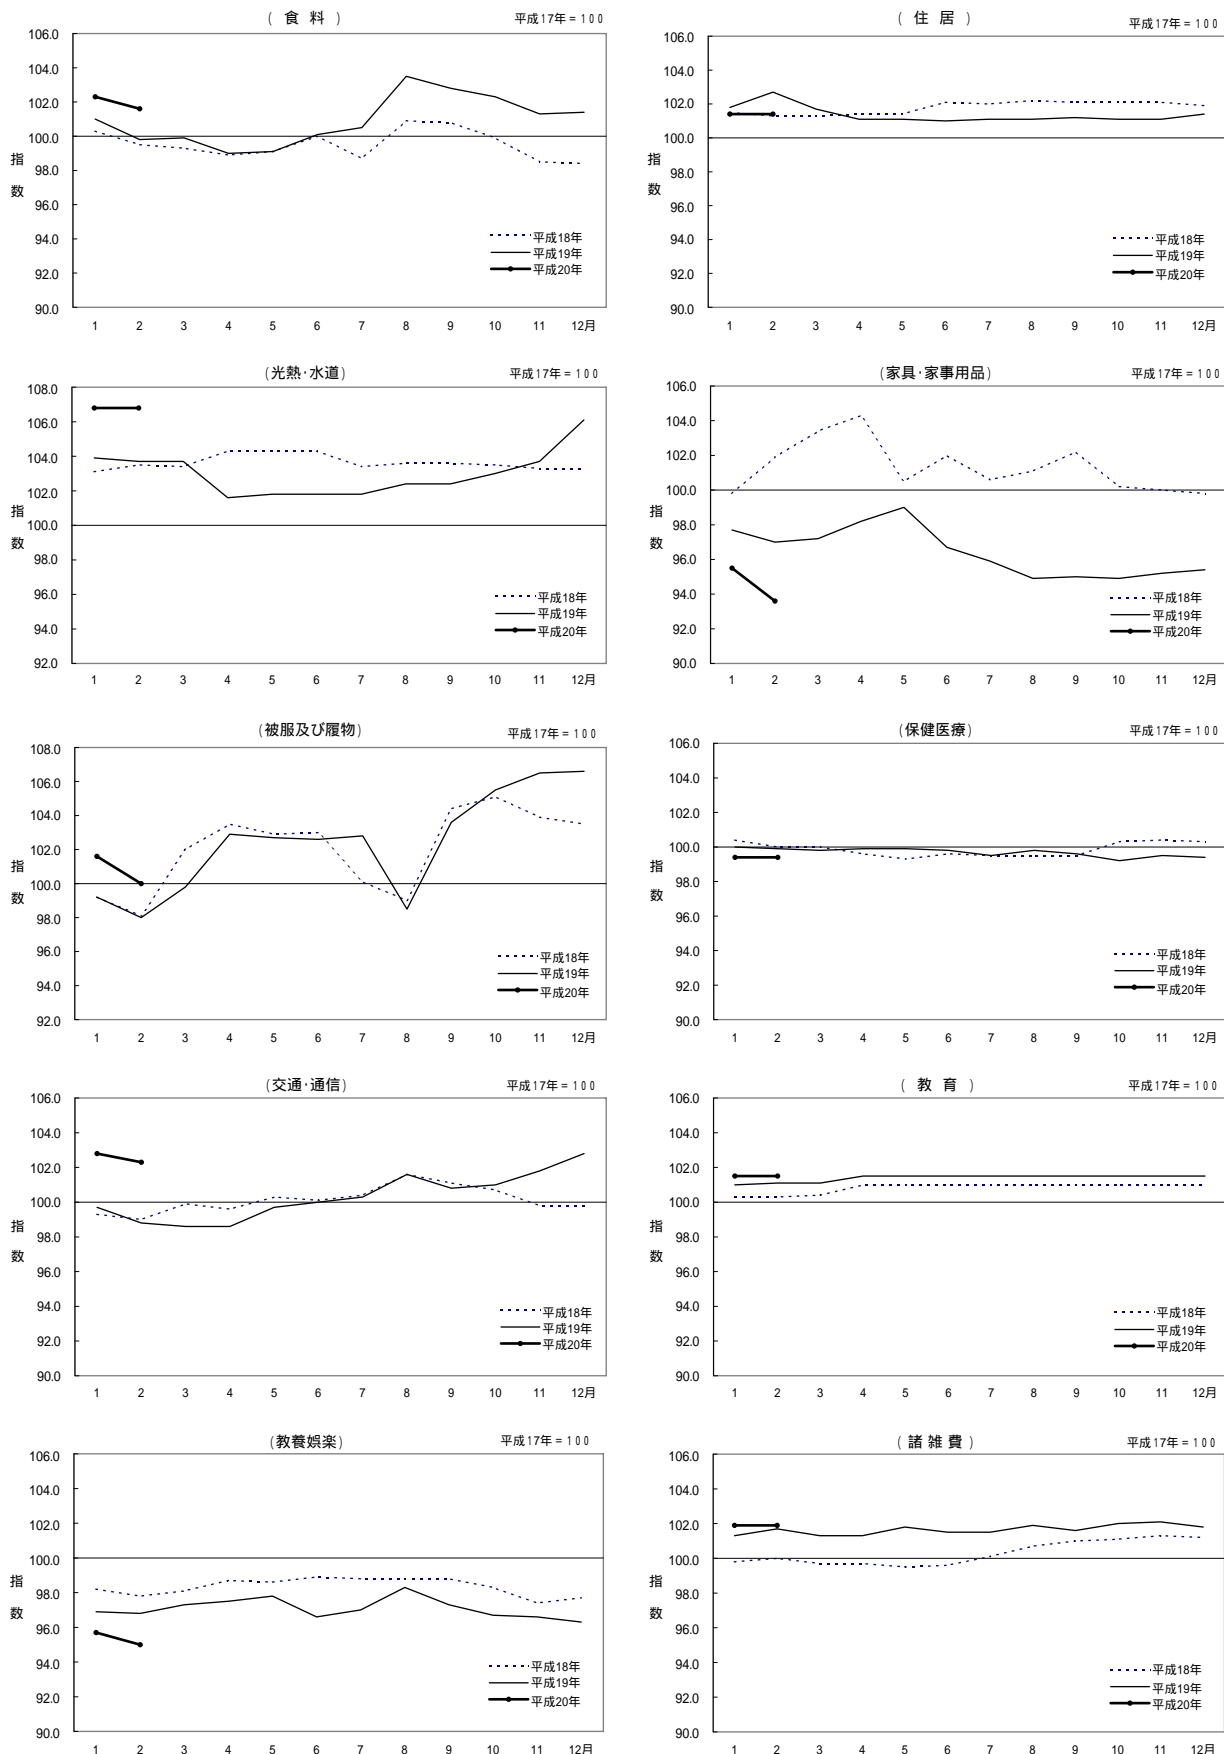 ( 食 料 )
平成17年=100
106.0
104.0
102.0
100.0
98.0
96.0
94.0
92.0
90.0
指
数
平成18年
平成19年
平成20年
1 2 3 4 5 6 7 8 9 10 11 12月
( 住 居 )
平成17年=100
106.0
104.0
102.0
100.0
98.0
96.0
94.0
92.0
90.0
指
数
平成18年
平成19年
平成20年
1 2 3 4 5 6 7 8 9 10 11 12月
(光熱・水道)
平成17年=100
108.0
106.0
104.0
102.0
100.0
98.0
96.0
94.0
92.0
指
数
平成18年
平成19年
平成20年
1 2 3 4 5 6 7 8 9 10 11 12月
(家具・家事用品)
平成17年=100
106.0
104.0
102.0
100.0
98.0
96.0
94.0
92.0
90.0
指
数
平成18年
平成19年
平成20年
1 2 3 4 5 6 7 8 9 10 11 12月
(被服及び履物)
平成17年=100
108.0
106.0
104.0
102.0
100.0
98.0
96.0
94.0
92.0
指
数
平成18年
平成19年
平成20年
1 2 3 4 5 6 7 8 9 10 11 12月
(保健医療)
平成17年=100
106.0
104.0
102.0
100.0
98.0
96.0
94.0
92.0
90.0
指
数
平成18年
平成19年
平成20年
1 2 3 4 5 6 7 8 9 10 11 12月
(交通・通信)
平成17年=100
106.0
104.0
102.0
100.0
98.0
96.0
94.0
92.0
90.0
指
数
平成18年
平成19年
平成20年
1 2 3 4 5 6 7 8 9 10 11 12月
( 教 育 )
平成17年=100
106.0
104.0
102.0
100.0
98.0
96.0
94.0
92.0
90.0
指
数
平成18年
平成19年
平成20年
1 2 3 4 5 6 7 8 9 10 11 12月
(教養娯楽)
平成17年=100
106.0
104.0
102.0
100.0
98.0
96.0
94.0
92.0
90.0
指
数
平成18年
平成19年
平成20年
1 2 3 4 5 6 7 8 9 10 11 12月
( 諸 雑 費 )
平成17年=100
106.0
104.0
102.0
100.0
98.0
96.0
94.0
92.0
90.0
指
数
平成18年
平成19年
平成20年
1 2 3 4 5 6 7 8 9 10 11 12月